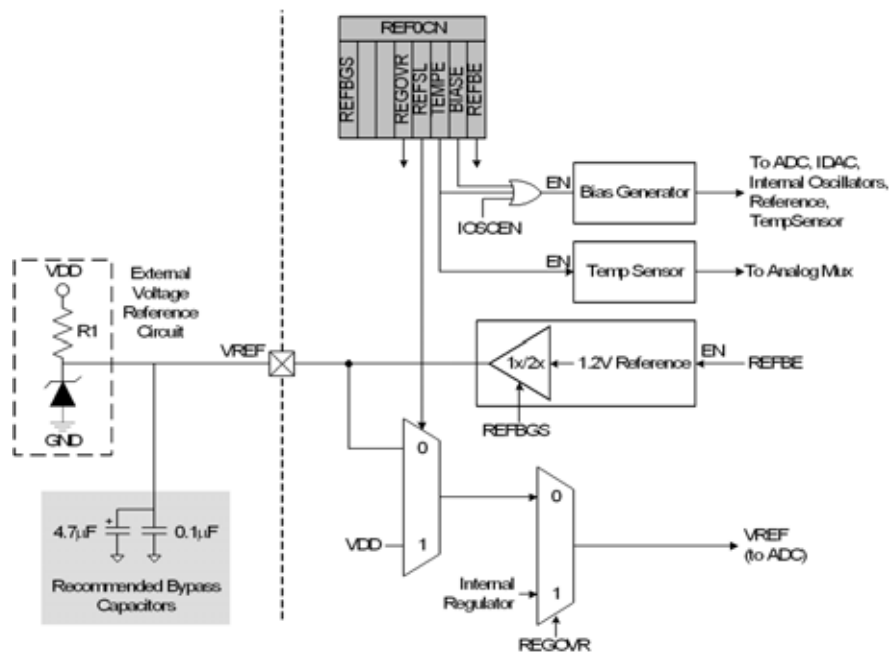 REF0CN
REFBGS
REGOVR
REFSL
TEMPE
BIASE
REFBE
EN
Bias Generator
To ADC, IDAC,
Internal Oscillators,
Reference,
TempSensor
IOSCEN
EN
Temp Sensor
To Analog Mux
VDD
R1
GND
External
Voltage
Reference
Circuit
VREF
1x/2x
1.2V Reference
EN
REFBE
REFBGS
0
VDD
1
0
Internal
Regulator
1
REGOVR
VREF
(to ADC)
4.7μF
+
0.1μF
Recommended Bypass
Capacitors